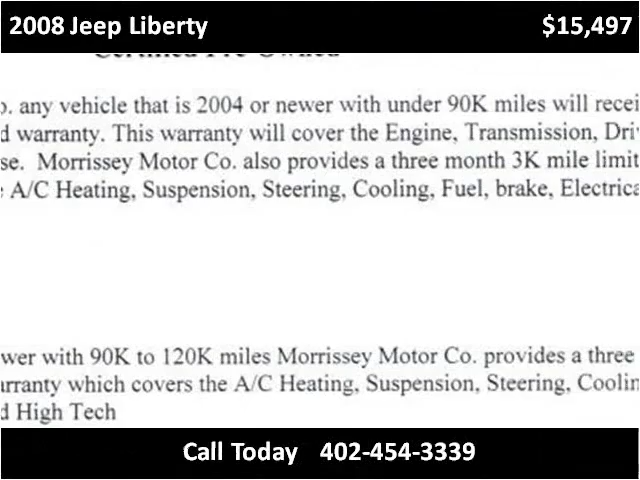 2008 Jeep Liberty $15,497
Certified Pre-Owned
o. any vehicle that is 2004 or newer with under 90K miles will recei
d warranty. This warranty will cover the Engine, Transmission, Dri
se. Morrissey Motor Co. also provides a three month 3K mile limit
A/C Heating, Suspension, Steering, Cooling, Fuel, brake, Electrica
wer with 90K to 120K miles Morrissey Motor Co. provides a three
rranty which covers the A/C Heating, Suspension, Steering, Coolin
d High Tech
Call Today 402-454-3339